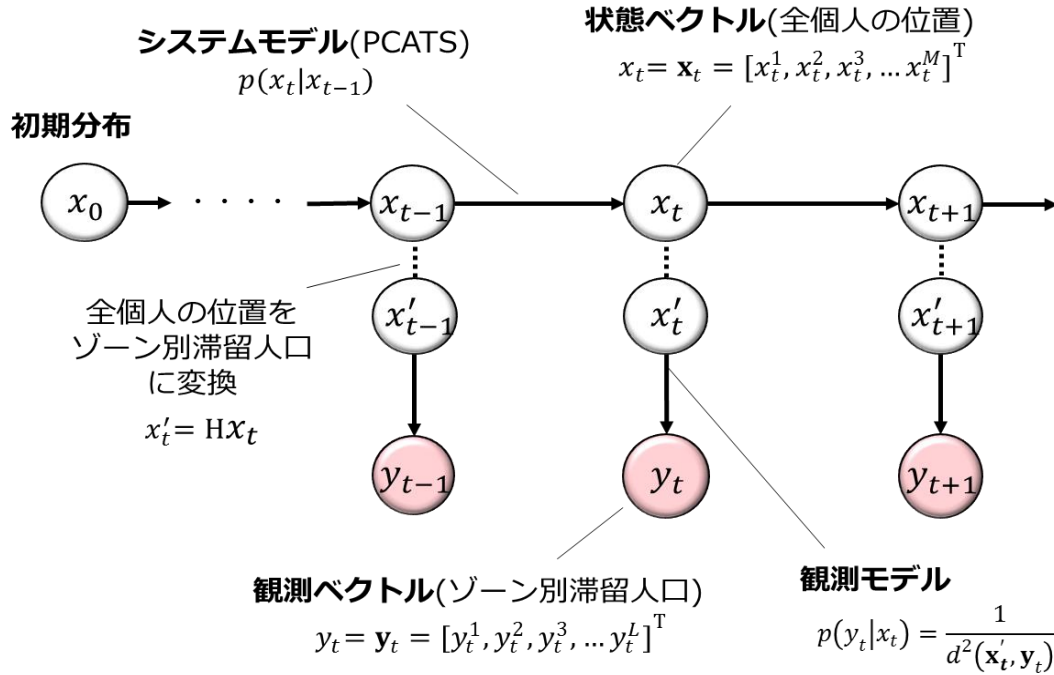 システムモデル(PCATS)
p(x_t|x_{t−1})
状態ベクトル(全個人の位置)
x_t= 𝐱_t = [x_t^1, x_t^2, x_t^3, … x_t^M]^T
初期分布
x_0
· · · ·
x_{t−1}
x_t
x_{t+1}
x′_{t−1}
x′_t
x′_{t+1}
全個人の位置を
ゾーン別滞留人口
に変換
x′_t= Hx_t
y_{t−1}
y_t
y_{t+1}
観測ベクトル(ゾーン別滞留人口)
y_t= 𝐲_t = [y_t^1, y_t^2, y_t^3, … y_t^L]^T
観測モデル
p(y_t|x_t) = 1 / d^2(𝐱′_t, 𝐲_t)